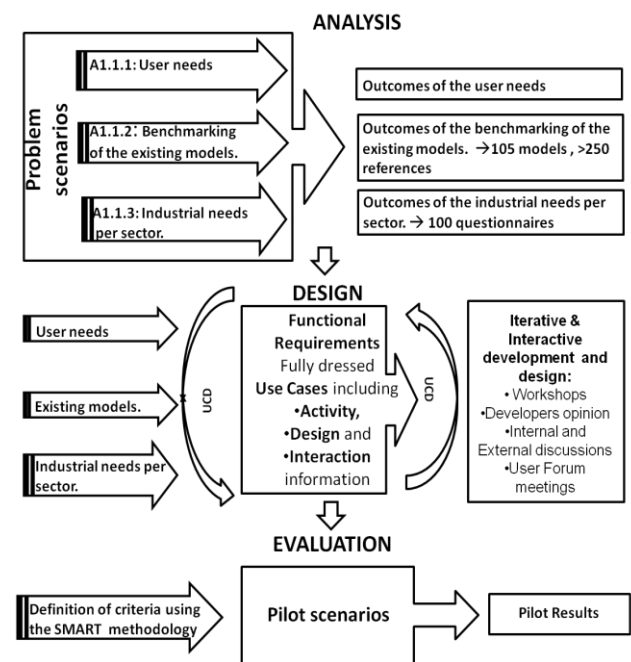 ANALYSIS
Problem
scenarios
A1.1.1: User needs
A1.1.2: Benchmarking
of the existing models.
A1.1.3: Industrial needs
per sector.
Outcomes of the user needs
Outcomes of the benchmarking of the
existing models. →105 models , >250
references
Outcomes of the industrial needs per
sector. → 100 questionnaires
DESIGN
User needs
Existing models.
Industrial needs per
sector.
UCD
Functional
Requirements
Fully dressed
Use Cases including
•Activity,
•Design and
•Interaction
information
UCD
Iterative &
Interactive
development and
design:
• Workshops
•Developers opinion
•Internal and
External discussions
•User Forum
meetings
EVALUATION
Definition of criteria using
the SMART methodology
Pilot scenarios
Pilot Results